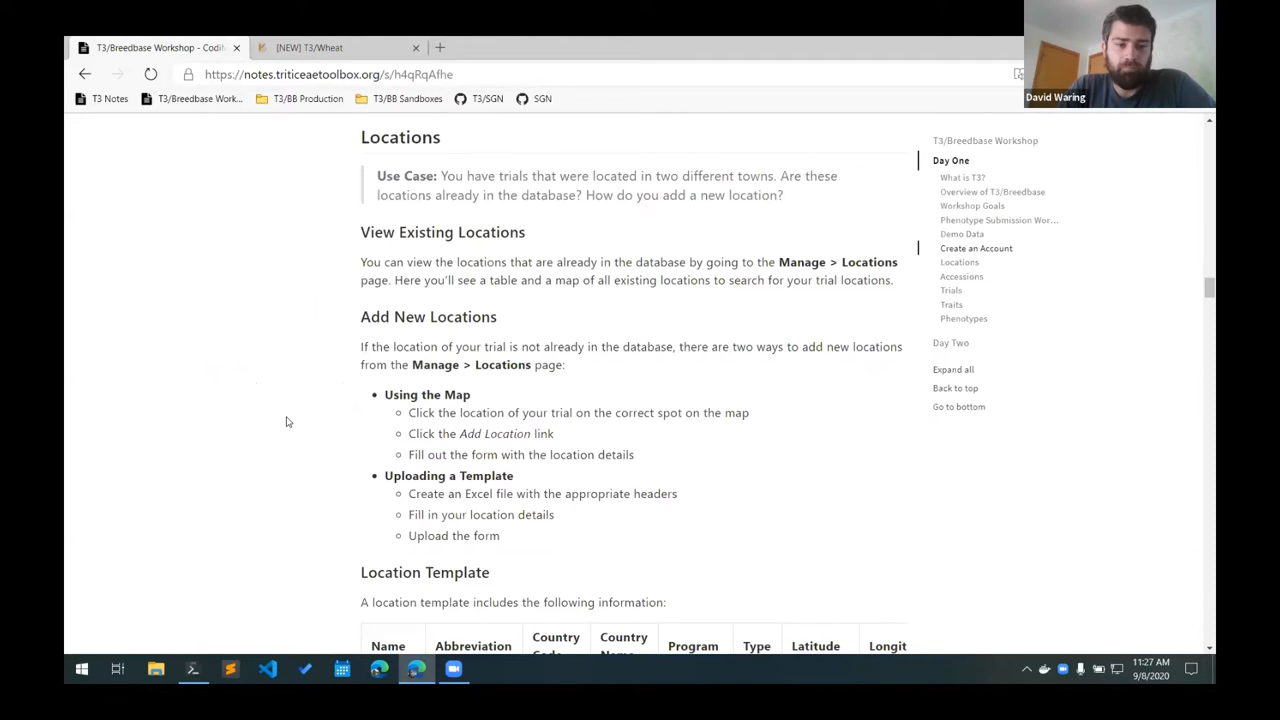 T3/Breedbase Workshop - CodiM
[NEW] T3/Wheat
https://notes.triticeaetoolbox.org/s/h4qRqAfhe
T3 Notes
T3/Breedbase Work...
T3/BB Production
T3/BB Sandboxes
T3/SGN
SGN
David Waring
Locations
Use Case: You have trials that were located in two different towns. Are these
locations already in the database? How do you add a new location?
View Existing Locations
You can view the locations that are already in the database by going to the Manage > Locations
page. Here you'll see a table and a map of all existing locations to search for your trial locations.
Add New Locations
If the location of your trial is not already in the database, there are two ways to add new locations
from the Manage > Locations page:
• Using the Map
○ Click the location of your trial on the correct spot on the map
○ Click the Add Location link
○ Fill out the form with the location details
• Uploading a Template
○ Create an Excel file with the appropriate headers
○ Fill in your location details
○ Upload the form
Location Template
A location template includes the following information:
Name Abbreviation Country Code Country Name Program Type Latitude Longit
T3/Breedbase Workshop
Day One
What is T3?
Overview of T3/Breedbase
Workshop Goals
Phenotype Submission Wor...
Demo Data
Create an Account
Locations
Accessions
Trials
Traits
Phenotypes
Day Two
Expand all
Back to top
Go to bottom
11:27 AM
9/8/2020